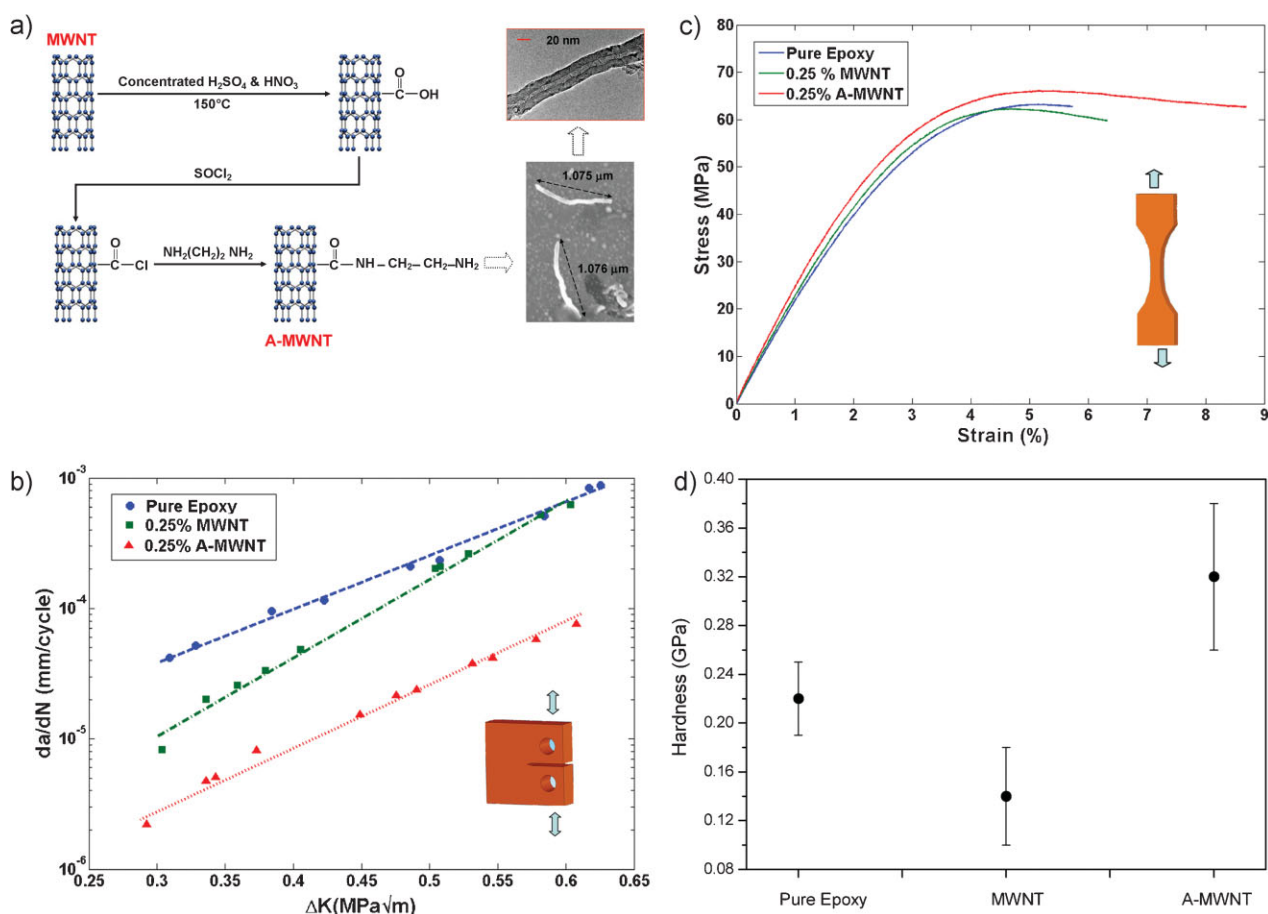 a)
MWNT
Concentrated H₂SO₄ & HNO₃
150°C
O
C
OH
SOCl₂
O
C
Cl
NH₂(CH₂)₂ NH₂
O
C—NH—CH₂—CH₂—NH₂
A-MWNT
20 nm
1.075 μm
1.076 μm
b)
Pure Epoxy
0.25% MWNT
0.25% A-MWNT
da/dN (mm/cycle)
10⁻³
10⁻⁴
10⁻⁵
10⁻⁶
0.25 0.3 0.35 0.4 0.45 0.5 0.55 0.6 0.65
ΔK(MPa√m)
c)
Pure Epoxy
0.25 % MWNT
0.25% A-MWNT
Stress (MPa)
80
70
60
50
40
30
20
10
0
0 1 2 3 4 5 6 7 8 9
Strain (%)
d)
Hardness (GPa)
0.40
0.36
0.32
0.28
0.24
0.20
0.16
0.12
0.08
Pure Epoxy MWNT A-MWNT